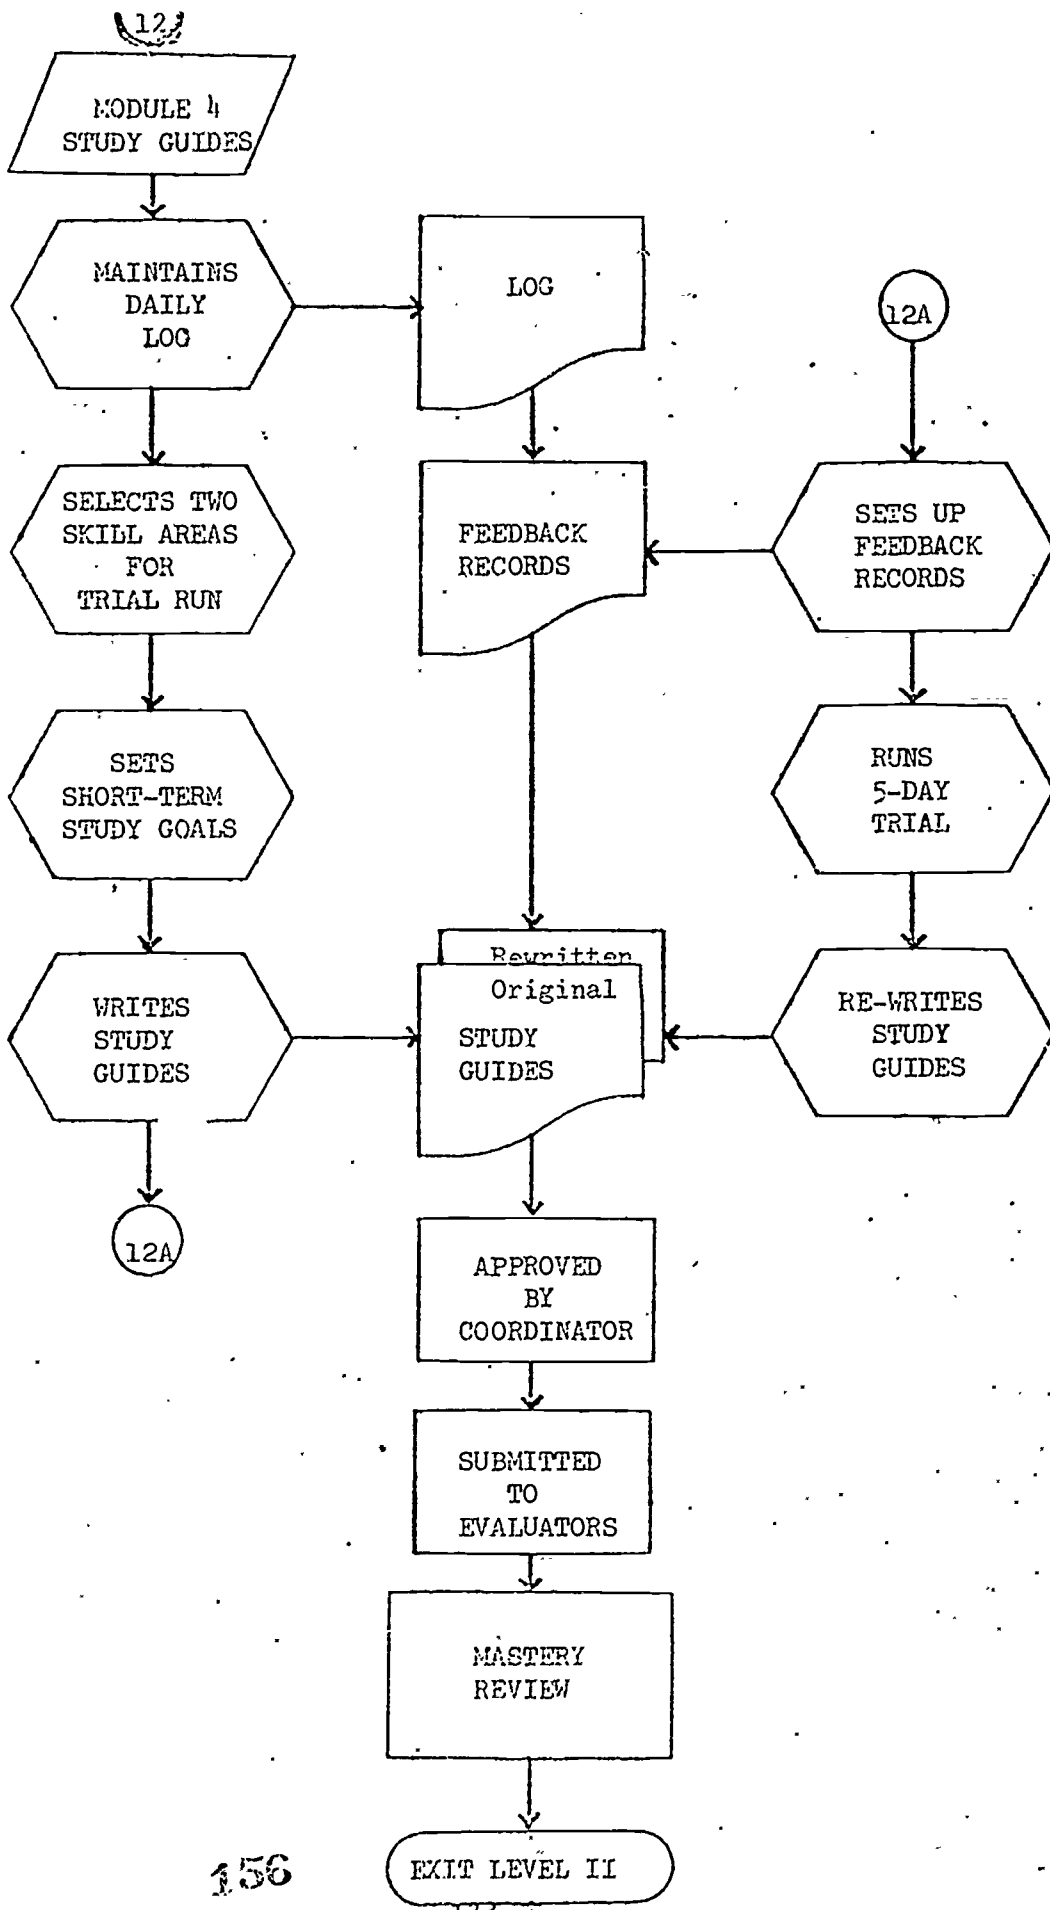 12
MODULE 4
STUDY GUIDES
MAINTAINS
DAILY
LOG
LOG
12A
SELECTS TWO
SKILL AREAS
FOR
TRIAL RUN
FEEDBACK
RECORDS
SETS UP
FEEDBACK
RECORDS
SETS
SHORT-TERM
STUDY GOALS
RUNS
5-DAY
TRIAL
WRITES
STUDY
GUIDES
Rewritten
Original
STUDY
GUIDES
RE-WRITES
STUDY
GUIDES
12A
APPROVED
BY
COORDINATOR
SUBMITTED
TO
EVALUATORS
MASTERY
REVIEW
EXIT LEVEL II
156